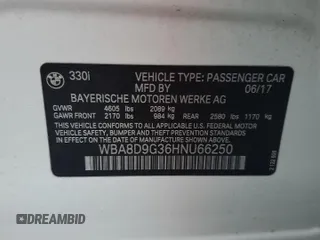 330i
VEHICLE TYPE: PASSENGER CAR
MFD BY
06/17
BAYERISCHE MOTOREN WERKE AG
GVWR 4605 lbs 2089 kg
GAWR FRONT 2170 lbs 984 kg REAR 2580 lbs 1170 kg
THIS VEHICLE CONFORMS TO ALL APPLICABLE
U.S. FEDERAL MOTOR VEHICLE SAFETY, BUMPER,
AND THEFT PREVENTION STANDARDS
IN EFFECT ON THE DATE OF MANUFACTURE SHOWN ABOVE.
WBA8D9G36HNU66250
DREAMBID